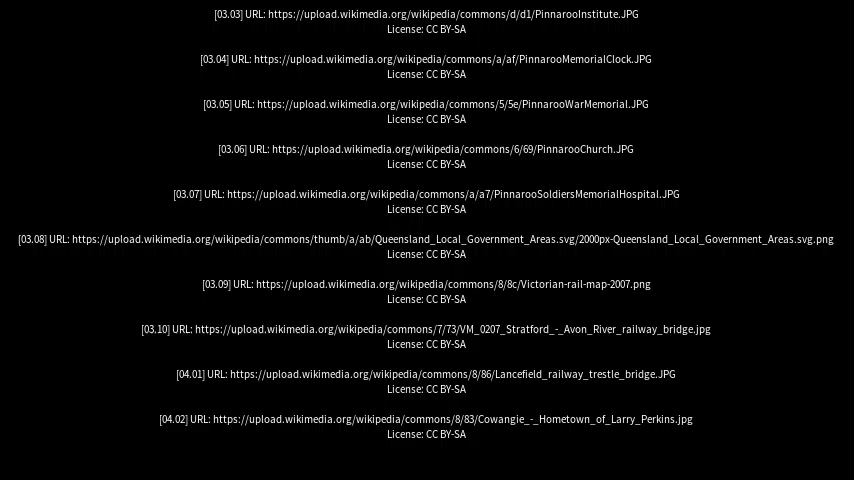 [03.03] URL: https://upload.wikimedia.org/wikipedia/commons/d/d1/PinnarooInstitute.JPG
License: CC BY-SA
[03.04] URL: https://upload.wikimedia.org/wikipedia/commons/a/af/PinnarooMemorialClock.JPG
License: CC BY-SA
[03.05] URL: https://upload.wikimedia.org/wikipedia/commons/5/5e/PinnarooWarMemorial.JPG
License: CC BY-SA
[03.06] URL: https://upload.wikimedia.org/wikipedia/commons/6/69/PinnarooChurch.JPG
License: CC BY-SA
[03.07] URL: https://upload.wikimedia.org/wikipedia/commons/a/a7/PinnarooSoldiersMemorialHospital.JPG
License: CC BY-SA
[03.08] URL: https://upload.wikimedia.org/wikipedia/commons/thumb/a/ab/Queensland_Local_Government_Areas.svg/2000px-Queensland_Local_Government_Areas.svg.png
License: CC BY-SA
[03.09] URL: https://upload.wikimedia.org/wikipedia/commons/8/8c/Victorian-rail-map-2007.png
License: CC BY-SA
[03.10] URL: https://upload.wikimedia.org/wikipedia/commons/7/73/VM_0207_Stratford_-_Avon_River_railway_bridge.jpg
License: CC BY-SA
[04.01] URL: https://upload.wikimedia.org/wikipedia/commons/8/86/Lancefield_railway_trestle_bridge.JPG
License: CC BY-SA
[04.02] URL: https://upload.wikimedia.org/wikipedia/commons/8/83/Cowangie_-_Hometown_of_Larry_Perkins.jpg
License: CC BY-SA